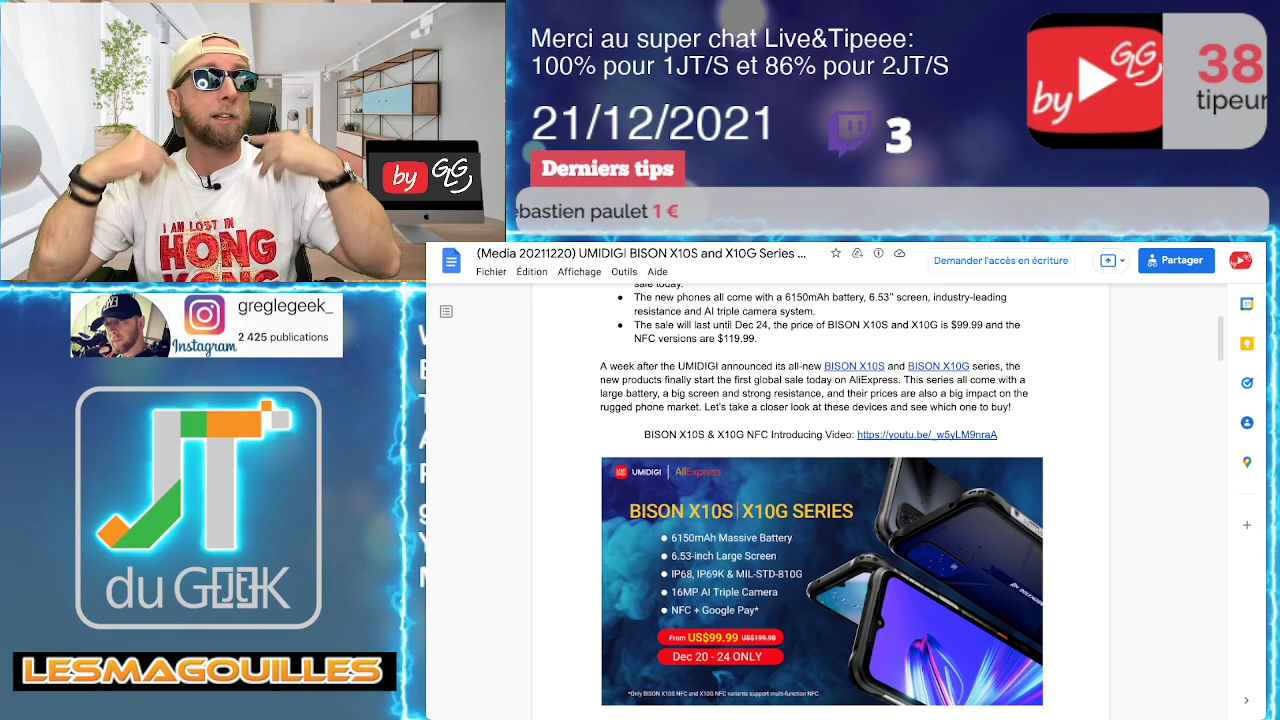 Merci au super chat Live&Tipeee:
100% pour 1JT/S et 86% pour 2JT/S
21/12/2021
3
Derniers tips
ebastien paulet 1 €
by GLG
38
tipeur
by GLG
I AM LOST IN
HONG
KONG
greglegeek_
2 425 publications
Instagram
JT
du GEEK
LESMAGOUILLES
(Media 20211220) UMIDIGI BISON X10S and X10G Series ...
Fichier Édition Affichage Outils Aide
Demander l'accès en écriture
Partager
sale today.
● The new phones all come with a 6150mAh battery, 6.53" screen, industry-leading
resistance and AI triple camera system.
● The sale will last until Dec 24, the price of BISON X10S and X10G is $99.99 and the
NFC versions are $119.99.
A week after the UMIDIGI announced its all-new BISON X10S and BISON X10G series, the
new products finally start the first global sale today on AliExpress. This series all come with a
large battery, a big screen and strong resistance, and their prices are also a big impact on the
rugged phone market. Let's take a closer look at these devices and see which one to buy!
BISON X10S & X10G NFC Introducing Video: https://youtu.be/_w5yLM9nraA
UMIDIGI | AliExpress
BISON X10S | X10G SERIES
● 6150mAh Massive Battery
● 6.53-inch Large Screen
● IP68, IP69K & MIL-STD-810G
● 16MP AI Triple Camera
● NFC + Google Pay*
From US$99.99 US$199.98
Dec 20 - 24 ONLY
*Only BISON X10S NFC and X10G NFC variants support multi-function NFC.